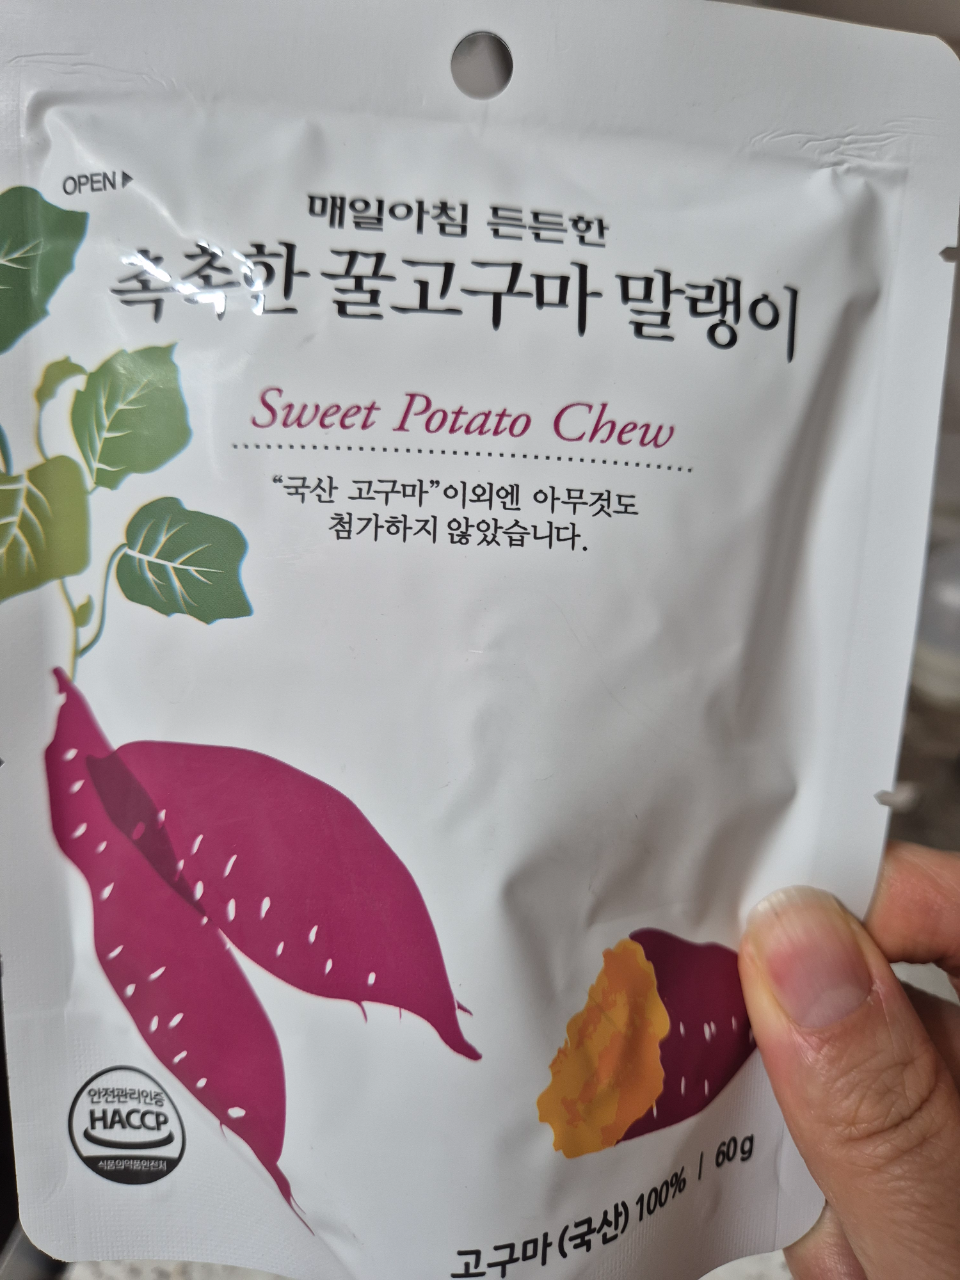 OPEN ▶
매일아침 든든한
촉촉한 꿀고구마 말랭이
Sweet Potato Chew
“국산 고구마”이외엔 아무것도
첨가하지 않았습니다.
안전관리인증
HACCP
식품의약품안전처
고구마 (국산) 100% | 60g